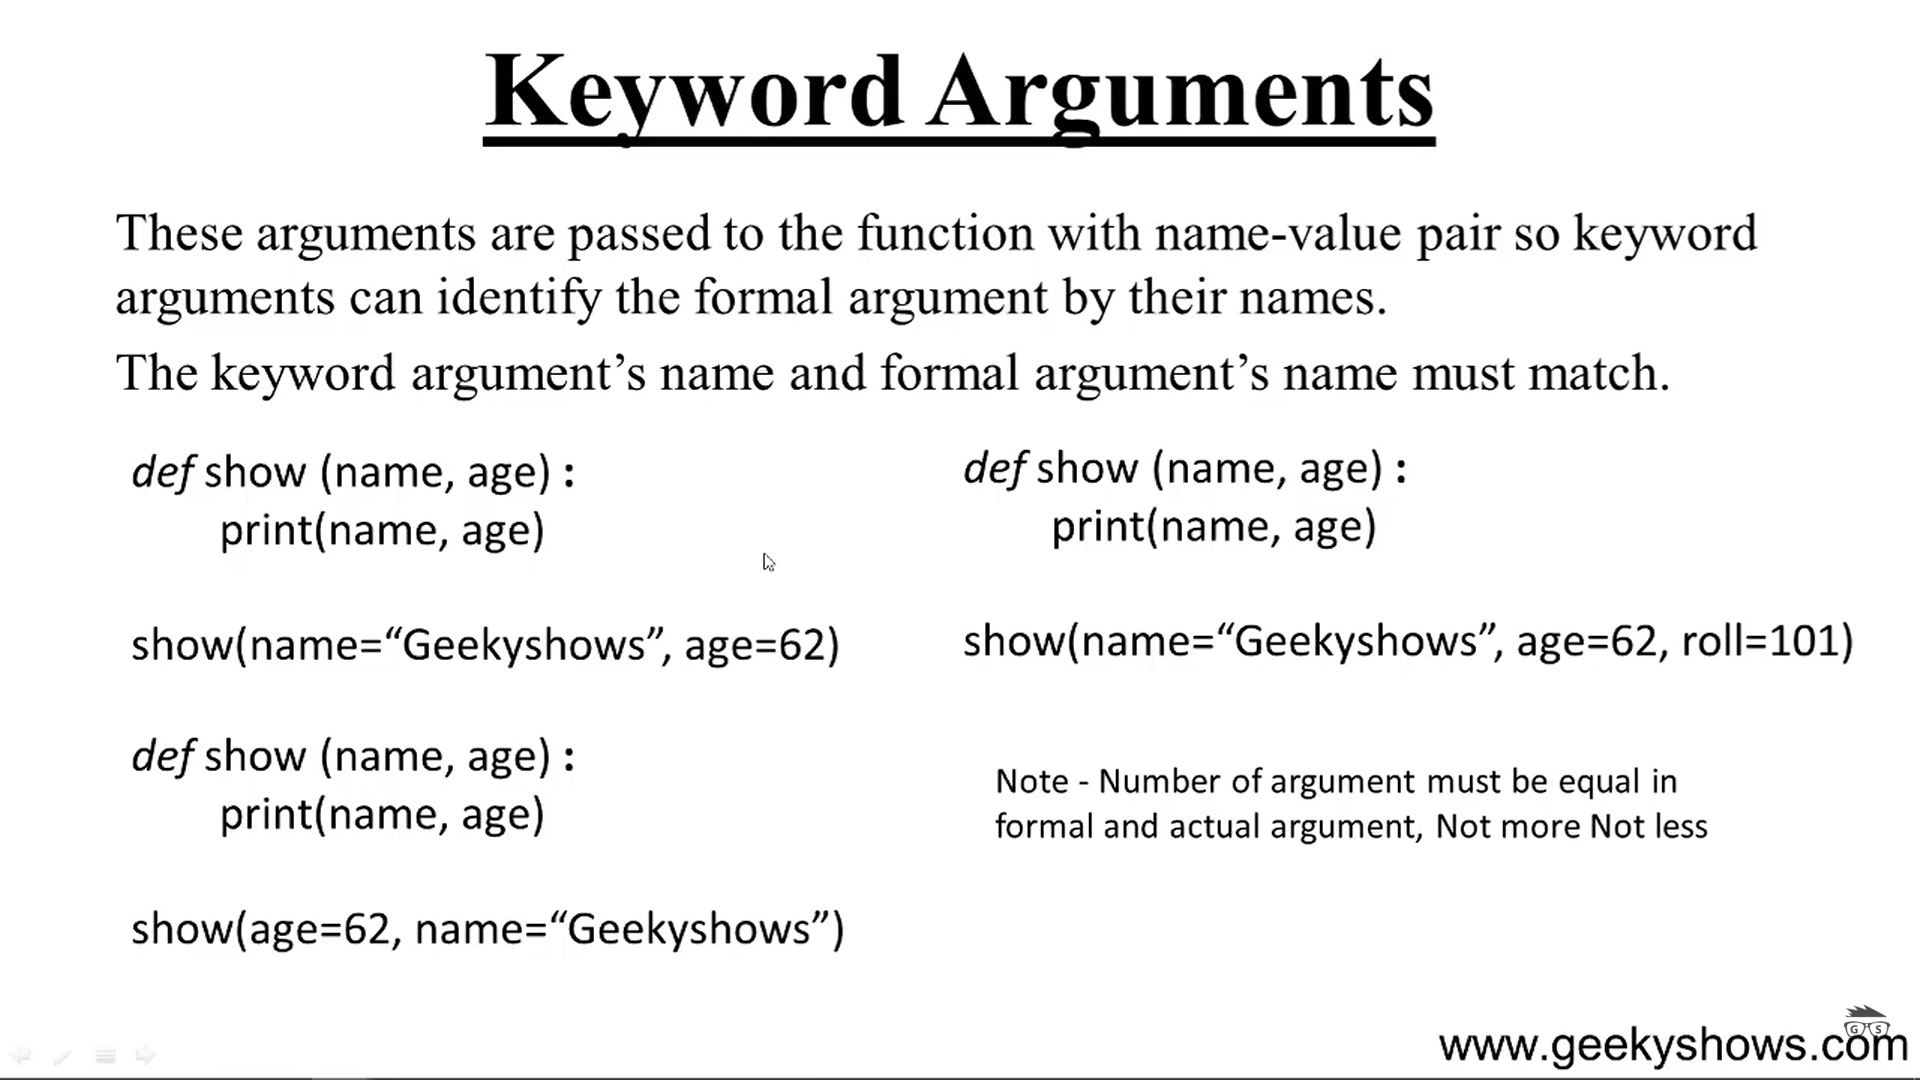 Keyword Arguments
These arguments are passed to the function with name-value pair so keyword
arguments can identify the formal argument by their names.
The keyword argument’s name and formal argument’s name must match.
def show (name, age) :
print(name, age)
show(name=“Geekyshows”, age=62)
def show (name, age) :
print(name, age)
show(age=62, name=“Geekyshows”)
def show (name, age) :
print(name, age)
show(name=“Geekyshows”, age=62, roll=101)
Note - Number of argument must be equal in
formal and actual argument, Not more Not less
G S
www.geekyshows.com